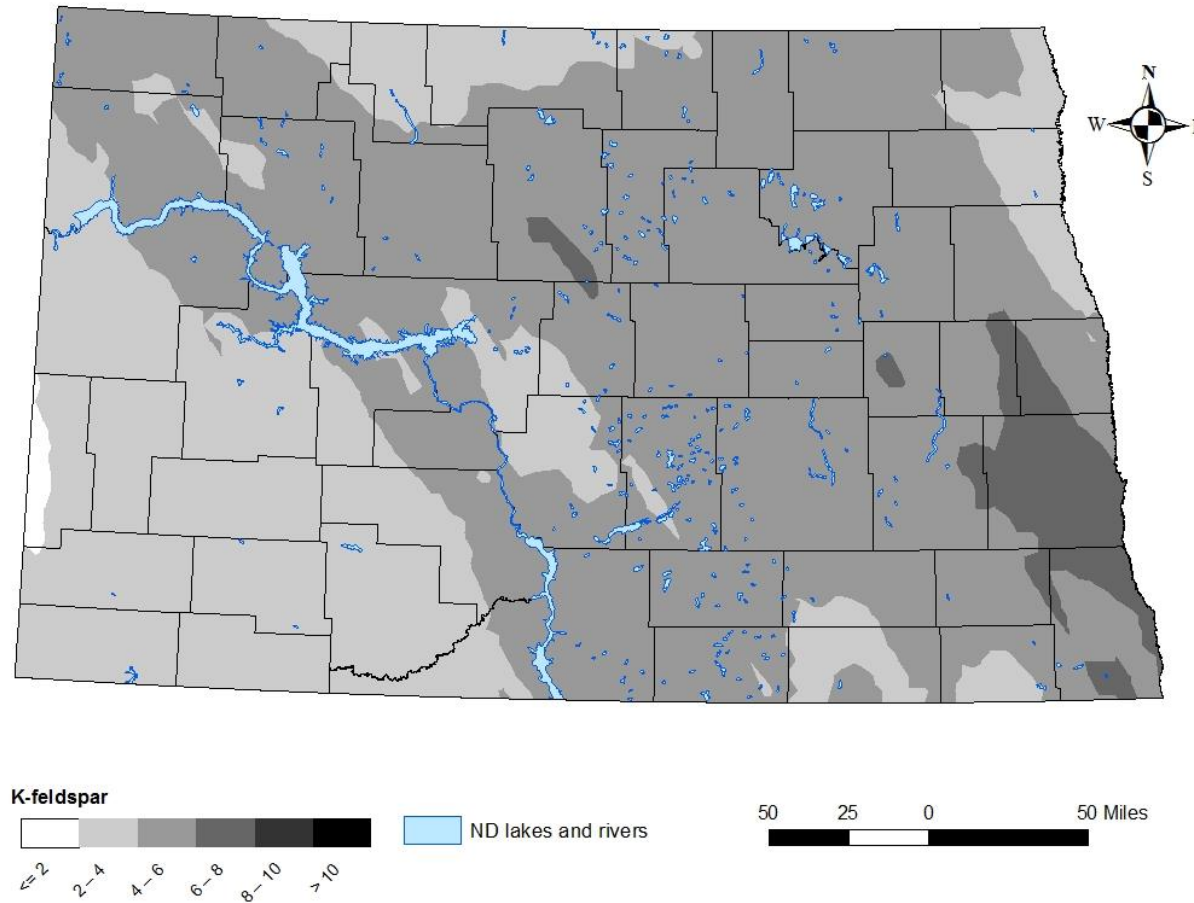 N
W
S
K-feldspar
<= 2
2 – 4
4 – 6
6 – 8
8 – 10
> 10
ND lakes and rivers
50 25 0 50 Miles